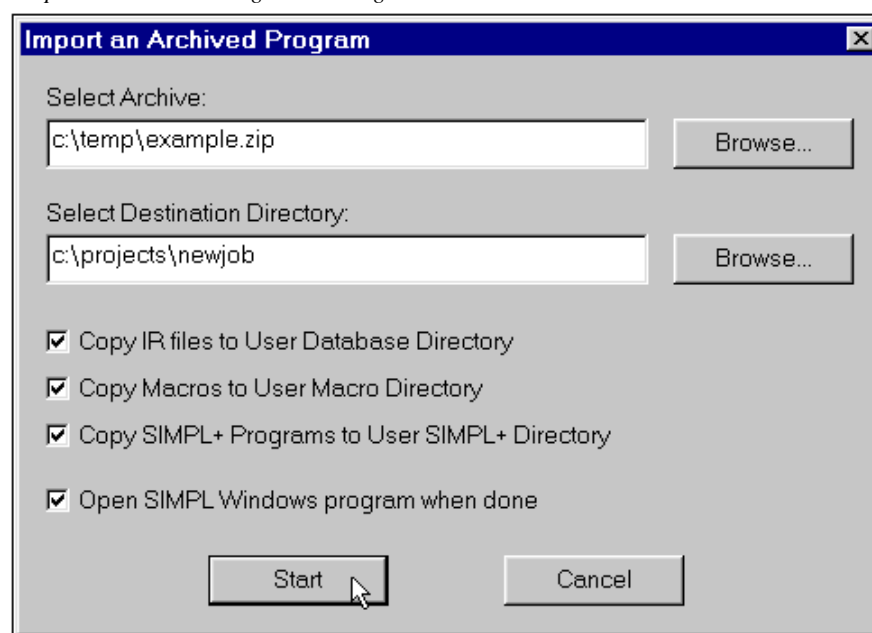 Import an Archived Program
Select Archive:
c:\temp\example.zip
Browse...
Select Destination Directory:
c:\projects\newjob
Browse...
Copy IR files to User Database Directory
Copy Macros to User Macro Directory
Copy SIMPL+ Programs to User SIMPL+ Directory
Open SIMPL Windows program when done
Start
Cancel